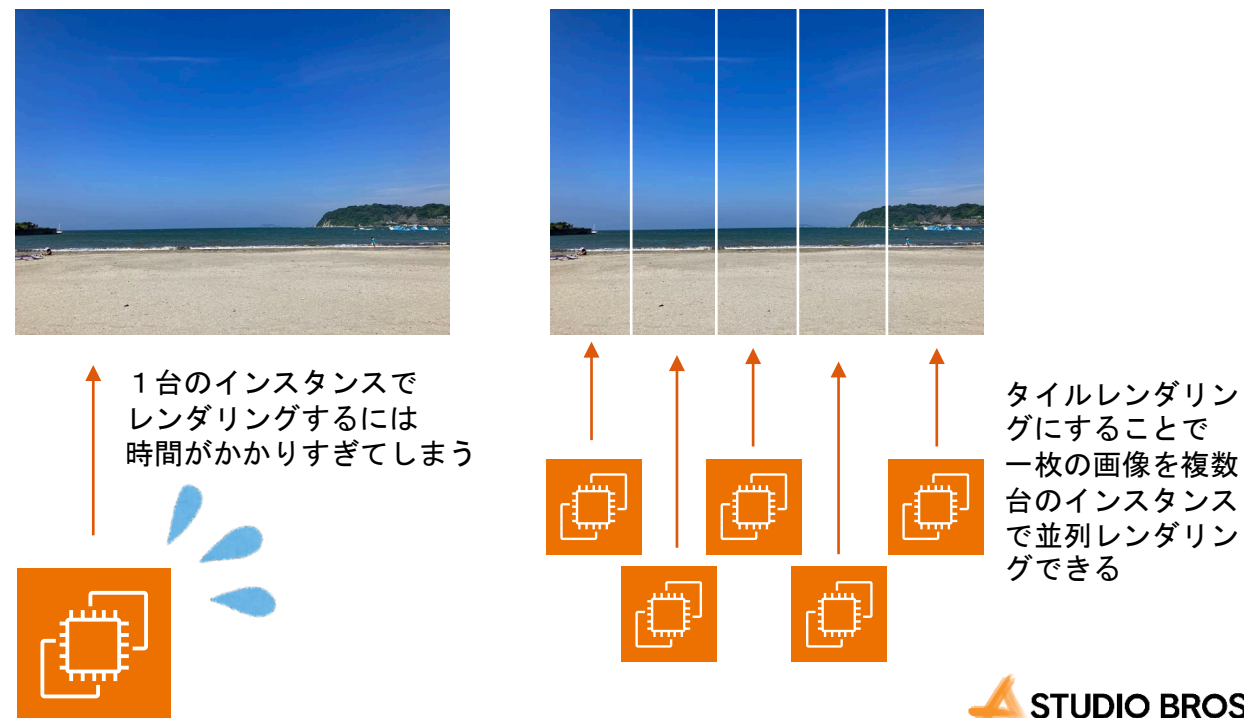 １台のインスタンスで
レンダリングするには
時間がかかりすぎてしまう
タイルレンダリン
グにすることで
一枚の画像を複数
台のインスタンス
で並列レンダリン
グできる
STUDIO BROS